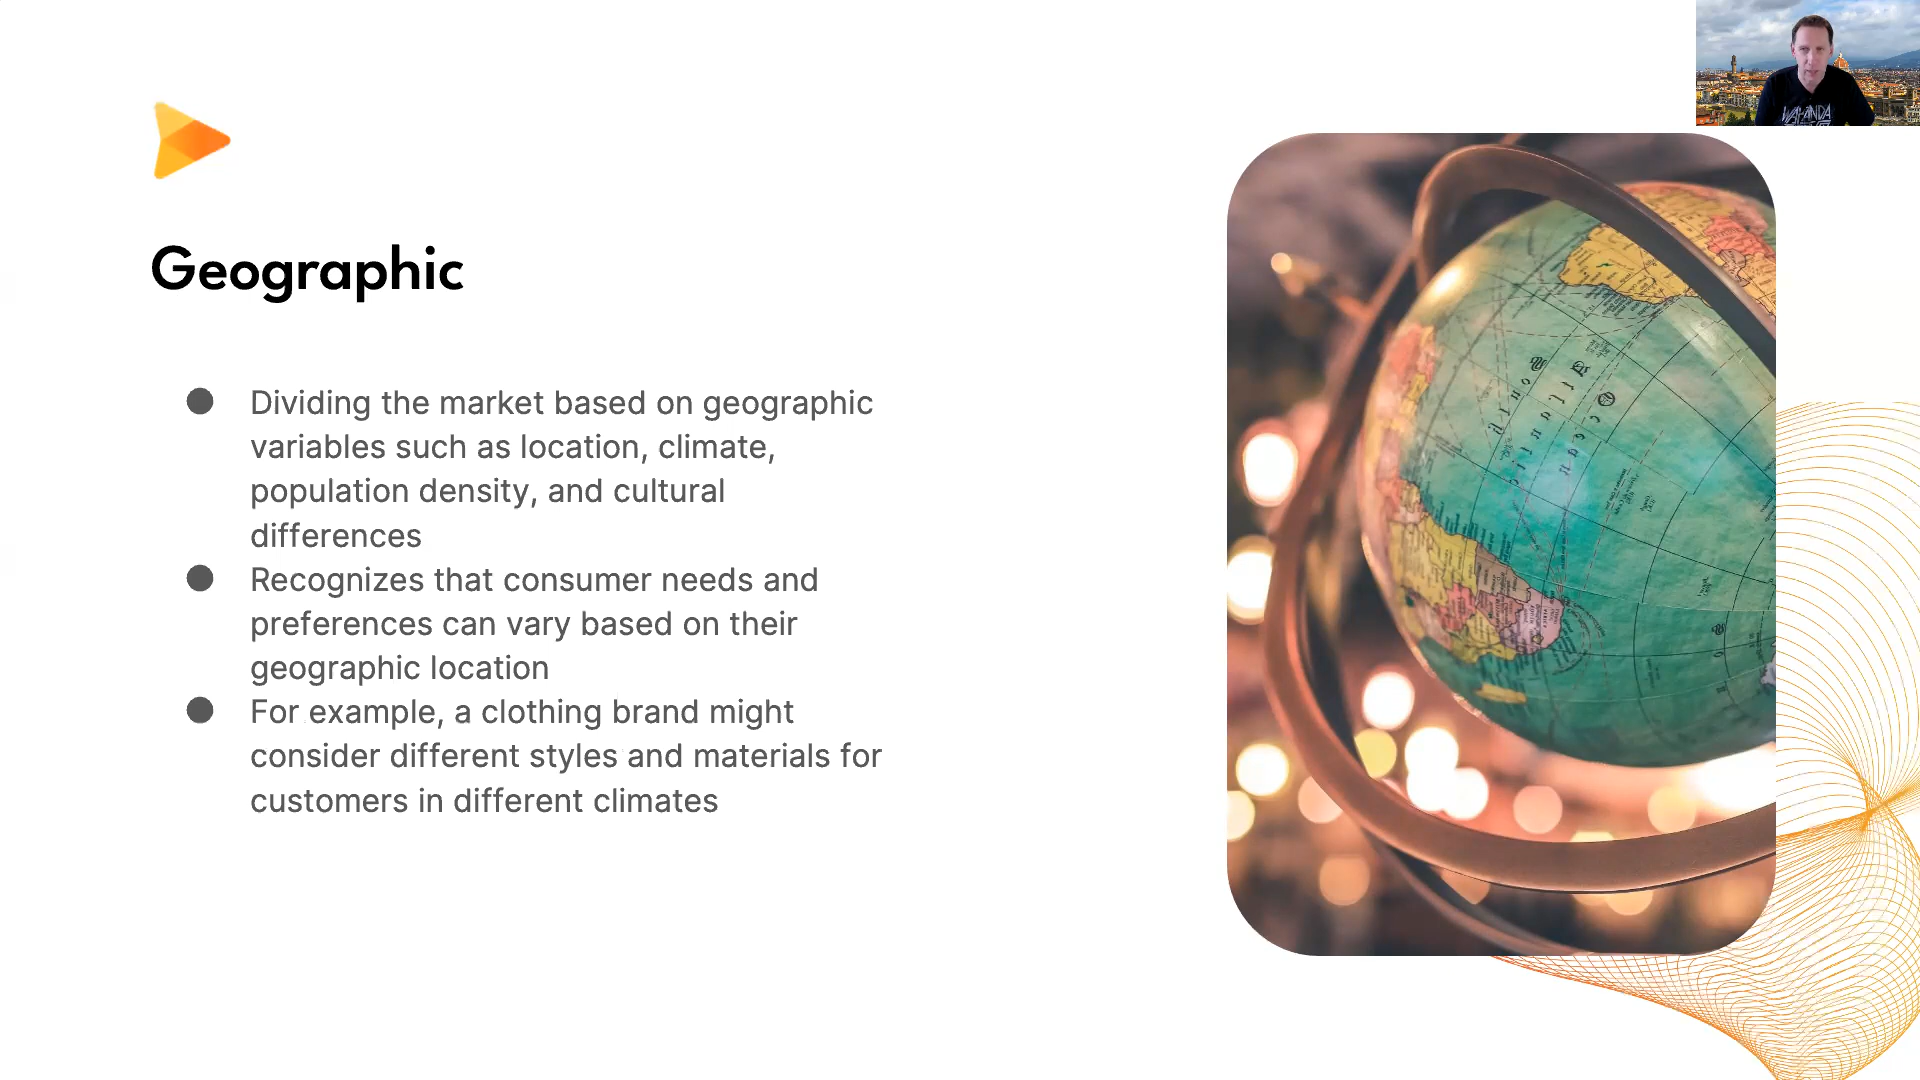 Geographic
● Dividing the market based on geographic
variables such as location, climate,
population density, and cultural
differences
● Recognizes that consumer needs and
preferences can vary based on their
geographic location
● For example, a clothing brand might
consider different styles and materials for
customers in different climates